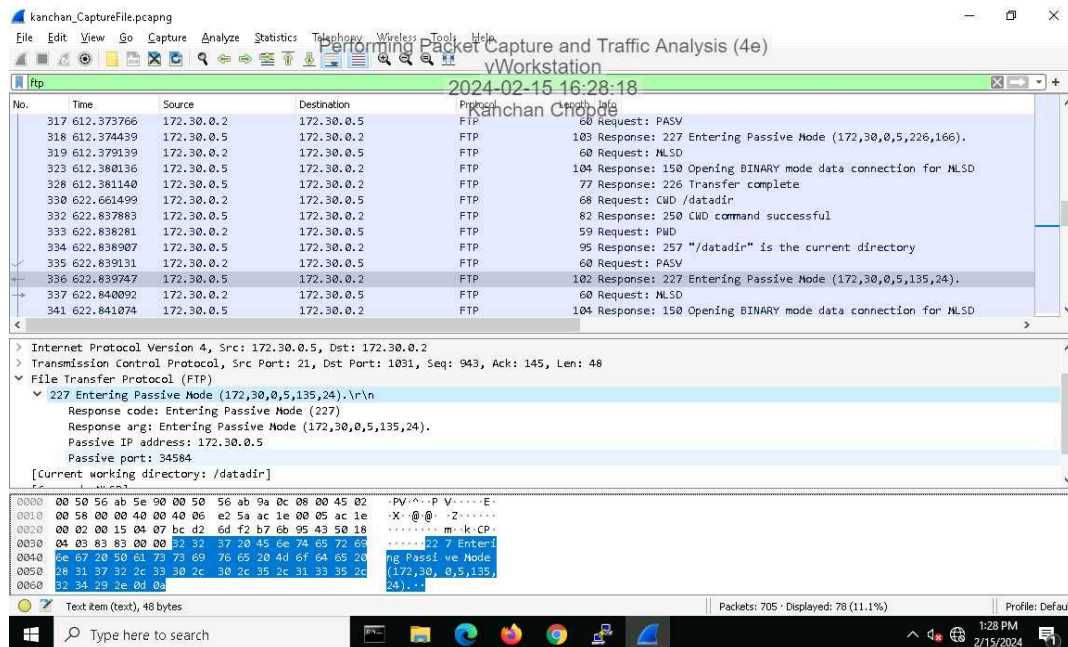 kanchan_CaptureFile.pcapng
File Edit View Go Capture Analyze Statistics Telephony Wireless Tools Help
Performing Packet Capture and Traffic Analysis (4e)
vWorkstation
2024-02-15 16:28:18
Kanchan Chopde
ftp
No. Time Source Destination Protocol Length Info
317 612.373766 172.30.0.2 172.30.0.5 FTP 60 Request: PASV
318 612.374439 172.30.0.5 172.30.0.2 FTP 103 Response: 227 Entering Passive Mode (172,30,0,5,226,166).
319 612.379139 172.30.0.2 172.30.0.5 FTP 60 Request: MLSD
323 612.380136 172.30.0.5 172.30.0.2 FTP 104 Response: 150 Opening BINARY mode data connection for MLSD
328 612.381140 172.30.0.5 172.30.0.2 FTP 77 Response: 226 Transfer complete
330 622.661499 172.30.0.2 172.30.0.5 FTP 68 Request: CWD /datadir
332 622.837883 172.30.0.5 172.30.0.2 FTP 82 Response: 250 CWD command successful
333 622.838281 172.30.0.2 172.30.0.5 FTP 59 Request: PWD
334 622.838907 172.30.0.5 172.30.0.2 FTP 95 Response: 257 "/datadir" is the current directory
335 622.839131 172.30.0.2 172.30.0.5 FTP 60 Request: PASV
336 622.839747 172.30.0.5 172.30.0.2 FTP 102 Response: 227 Entering Passive Mode (172,30,0,5,135,24).
337 622.840092 172.30.0.2 172.30.0.5 FTP 60 Request: MLSD
341 622.841074 172.30.0.5 172.30.0.2 FTP 104 Response: 150 Opening BINARY mode data connection for MLSD
Internet Protocol Version 4, Src: 172.30.0.5, Dst: 172.30.0.2
Transmission Control Protocol, Src Port: 21, Dst Port: 1031, Seq: 943, Ack: 145, Len: 48
File Transfer Protocol (FTP)
227 Entering Passive Mode (172,30,0,5,135,24).\r\n
Response code: Entering Passive Mode (227)
Response arg: Entering Passive Mode (172,30,0,5,135,24).
Passive IP address: 172.30.0.5
Passive port: 34584
[Current working directory: /datadir]
0000 00 50 56 ab 5e 90 00 50 56 ab 9a 0c 08 00 45 02 ·PV·^··P V·····E·
0010 00 58 00 00 40 00 40 06 e2 5a ac 1e 00 05 ac 1e ·X··@·@· ·Z······
0020 00 02 00 15 04 07 bc d2 6d f2 b7 6b 95 43 50 18 ········ m··k·CP·
0030 04 03 83 83 00 00 32 32 37 20 45 6e 74 65 72 69 ······22 7 Enteri
0040 6e 67 20 50 61 73 73 69 76 65 20 4d 6f 64 65 20 ng Passi ve Mode
0050 28 31 37 32 2c 33 30 2c 30 2c 35 2c 31 33 35 2c (172,30, 0,5,135,
0060 32 34 29 2e 0d 0a 24).··
Text item (text), 48 bytes Packets: 705 · Displayed: 78 (11.1%) Profile: Defau
Type here to search 1:28 PM
2/15/2024